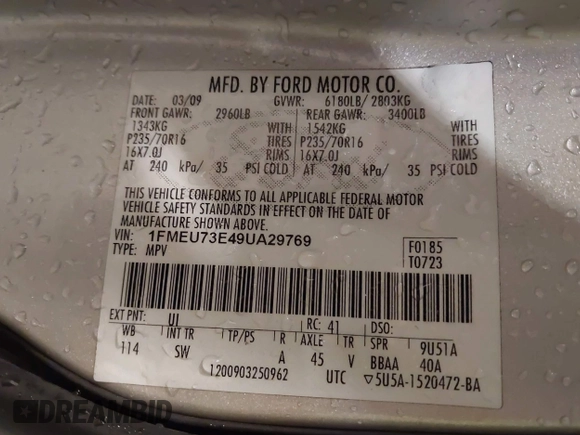 MFD. BY FORD MOTOR CO.
DATE: 03/09 GVWR: 6180LB/ 2803KG
FRONT GAWR: 2960LB REAR GAWR: 3400LB
1343KG 1542KG
P235/70R16 TIRES P235/70R16 TIRES
16X7.0J RIMS 16X7.0J RIMS
AT 240 kPa/ 35 PSI COLD AT 240 kPa/ 35 PSI COLD
THIS VEHICLE CONFORMS TO ALL APPLICABLE FEDERAL MOTOR
VEHICLE SAFETY STANDARDS IN EFFECT ON THE DATE OF
MANUFACTURE SHOWN ABOVE.
VIN: 1FMEU73E49UA29769 F0185
TYPE: MPV T0723
EXT PNT: UI RC: 41 DSO:
WB INT TR TP/PS R AXLE TR SPR 9U51A
114 SW A 45 V BBAA 40A
1200903250962 UTC ▽5U5A-1520472-BA
DREAMBID